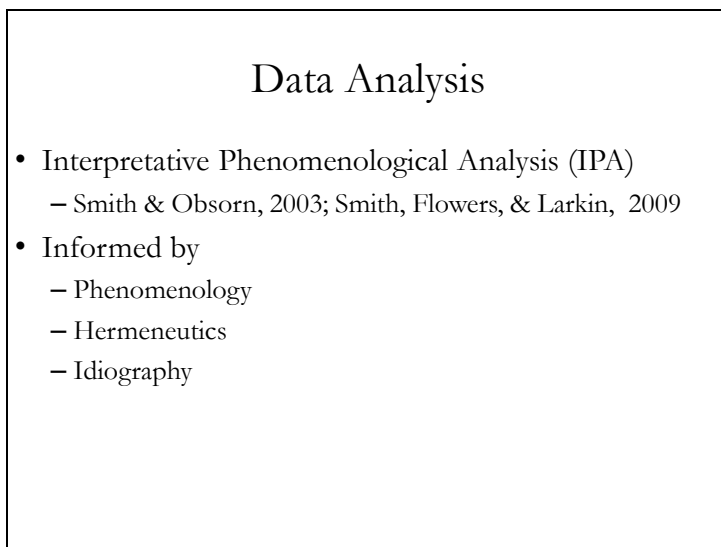 Data Analysis
• Interpretative Phenomenological Analysis (IPA)
– Smith & Obsorn, 2003; Smith, Flowers, & Larkin, 2009
• Informed by
– Phenomenology
– Hermeneutics
– Idiography